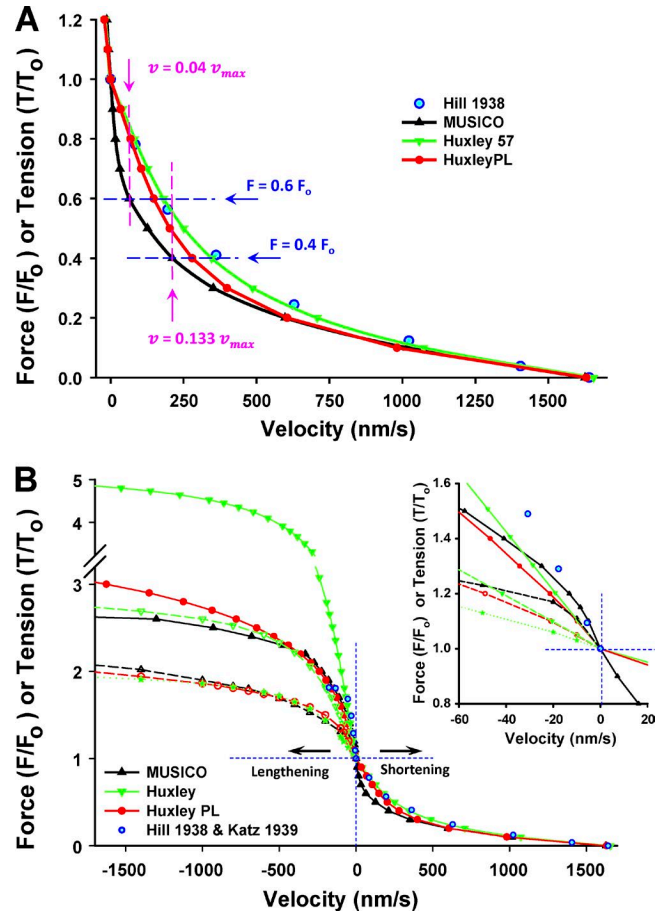 A
Force (F/Fo) or Tension (T/To)
1.2
1.0
0.8
0.6
0.4
0.2
0.0
v = 0.04 vmax
Hill 1938
MUSICO
Huxley 57
HuxleyPL
F = 0.6 Fo
F = 0.4 Fo
v = 0.133 vmax
0 250 500 750 1000 1250 1500
Velocity (nm/s)
B
Force (F/Fo) or Tension (T/To)
5
4
3
2
1
0
Lengthening Shortening
MUSICO
Huxley
Huxley PL
Hill 1938 & Katz 1939
-1500 -1000 -500 0 500 1000 1500
Velocity (nm/s)
Force (F/Fo) or Tension (T/To)
1.6
1.4
1.2
1.0
0.8
-60 -40 -20 0 20
Velocity (nm/s)